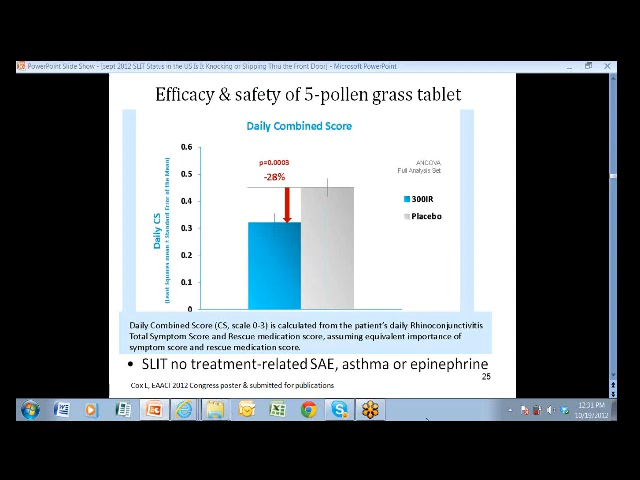 PowerPoint Slide Show - [sept 2012 SLIT Status in the US Is It Knocking or Slipping Thru the Front Door] - Microsoft PowerPoint
Efficacy & safety of 5-pollen grass tablet
Daily Combined Score
0.6
0.5
0.4
0.3
0.2
0.1
0
Daily CS
(Least Squares mean ± Standard Error of the Mean)
p=0.0003
-28%
ANCOVA
Full Analysis Set
300IR
Placebo
Daily Combined Score (CS, scale 0-3) is calculated from the patient's daily Rhinoconjunctivitis
Total Symptom Score and Rescue medication score, assuming equivalent importance of
symptom score and rescue medication score.
• SLIT no treatment-related SAE, asthma or epinephrine
25
Cox L, EAACI 2012 Congress poster & submitted for publications
12:31 PM
10/19/2012